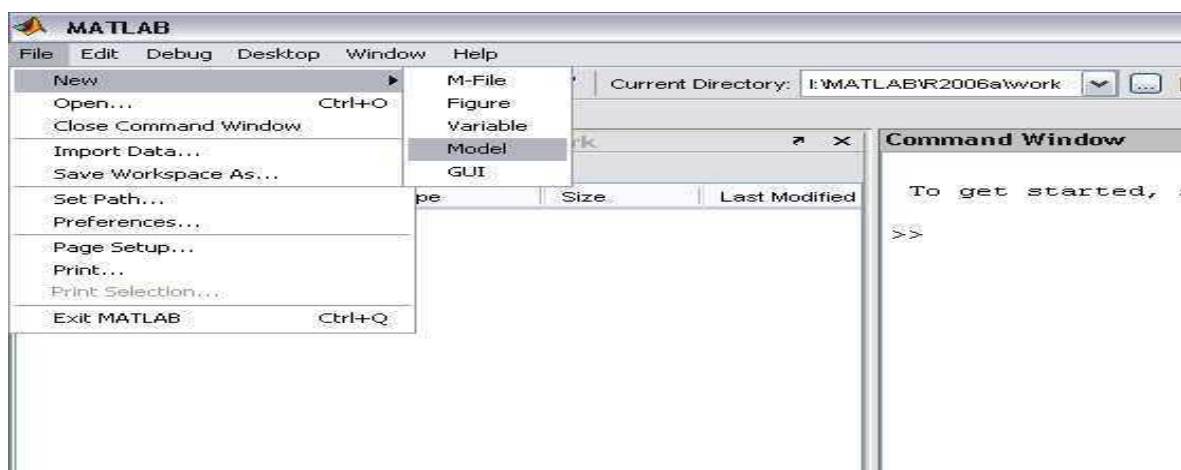 MATLAB
File Edit Debug Desktop Window Help
New M-File Current Directory: I:\MATLAB\R2006a\work ...
Open... Ctrl+O Figure
Close Command Window Variable
Import Data... Model rk Command Window
Save Workspace As... GUI
Set Path... pe Size Last Modified To get started,
Preferences...
>>
Page Setup...
Print...
Print Selection...
Exit MATLAB Ctrl+Q